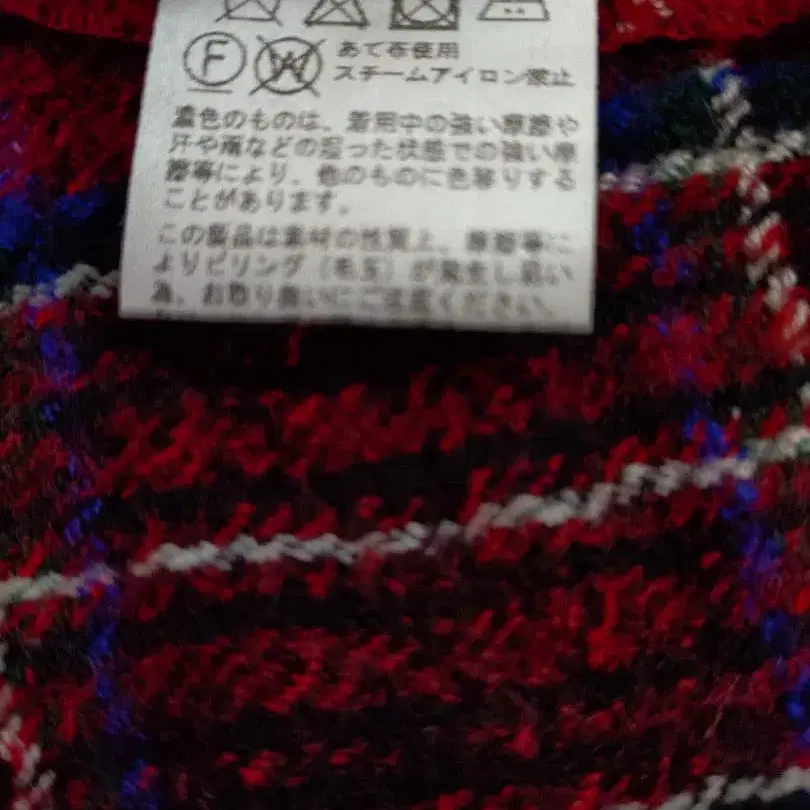 F W あて布使用
スチームアイロン禁止
濃色のものは、着用中の強い摩擦や
汗や雨などの湿った状態での強い摩
擦等により、他のものに色移りする
ことがあります。
この製品は素材の性質上、摩擦等に
よりピリング(毛玉)が発生し易い
為、お取り扱いにご注意ください。